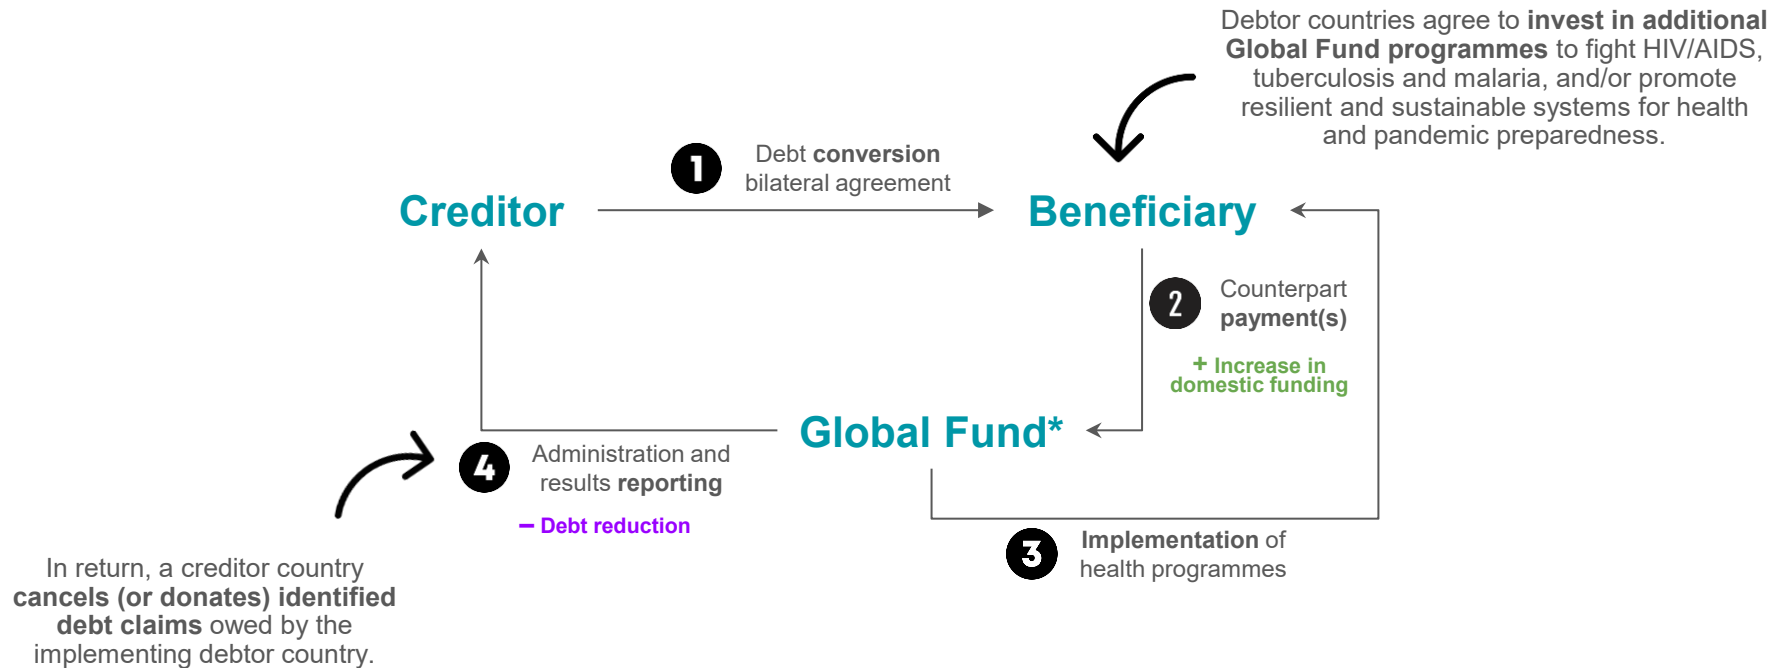 Debtor countries agree to invest in additional
Global Fund programmes to fight HIV/AIDS,
tuberculosis and malaria, and/or promote
resilient and sustainable systems for health
and pandemic preparedness.
1
Debt conversion
bilateral agreement
Creditor
Beneficiary
2
Counterpart
payment(s)
+ Increase in
domestic funding
Global Fund*
4
Administration and
results reporting
− Debt reduction
3
Implementation of
health programmes
In return, a creditor country
cancels (or donates) identified
debt claims owed by the
implementing debtor country.